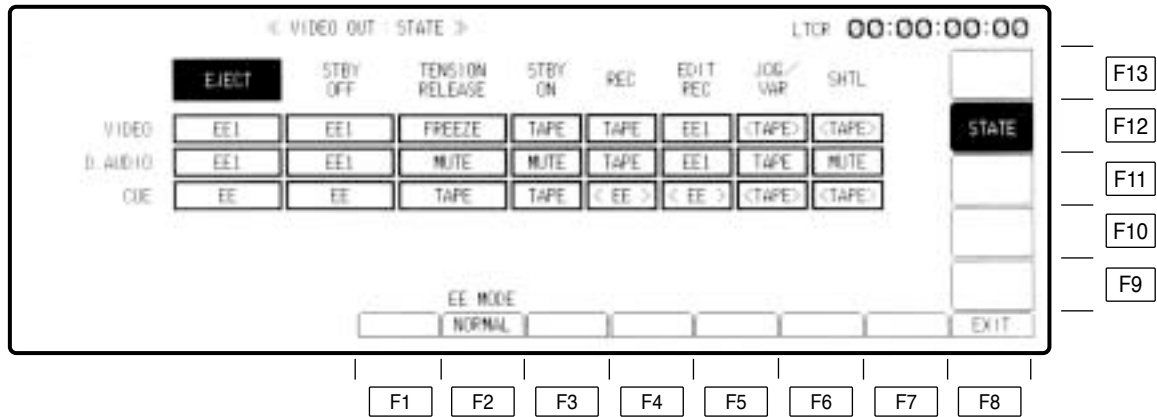 ≪ VIDEO OUT : STATE ≫ LTCR 00:00:00:00
EJECT STBY OFF TENSION RELEASE STBY ON REC EDIT REC JOG/VAR SHTL
VIDEO EE1 EE1 FREEZE TAPE TAPE EE1 <TAPE> <TAPE>
D. AUDIO EE1 EE1 MUTE MUTE TAPE EE1 TAPE MUTE
CUE EE EE TAPE TAPE < EE > < EE > <TAPE> <TAPE>
STATE
EE MODE
NORMAL EXIT
F13
F12
F11
F10
F9
F1 F2 F3 F4 F5 F6 F7 F8